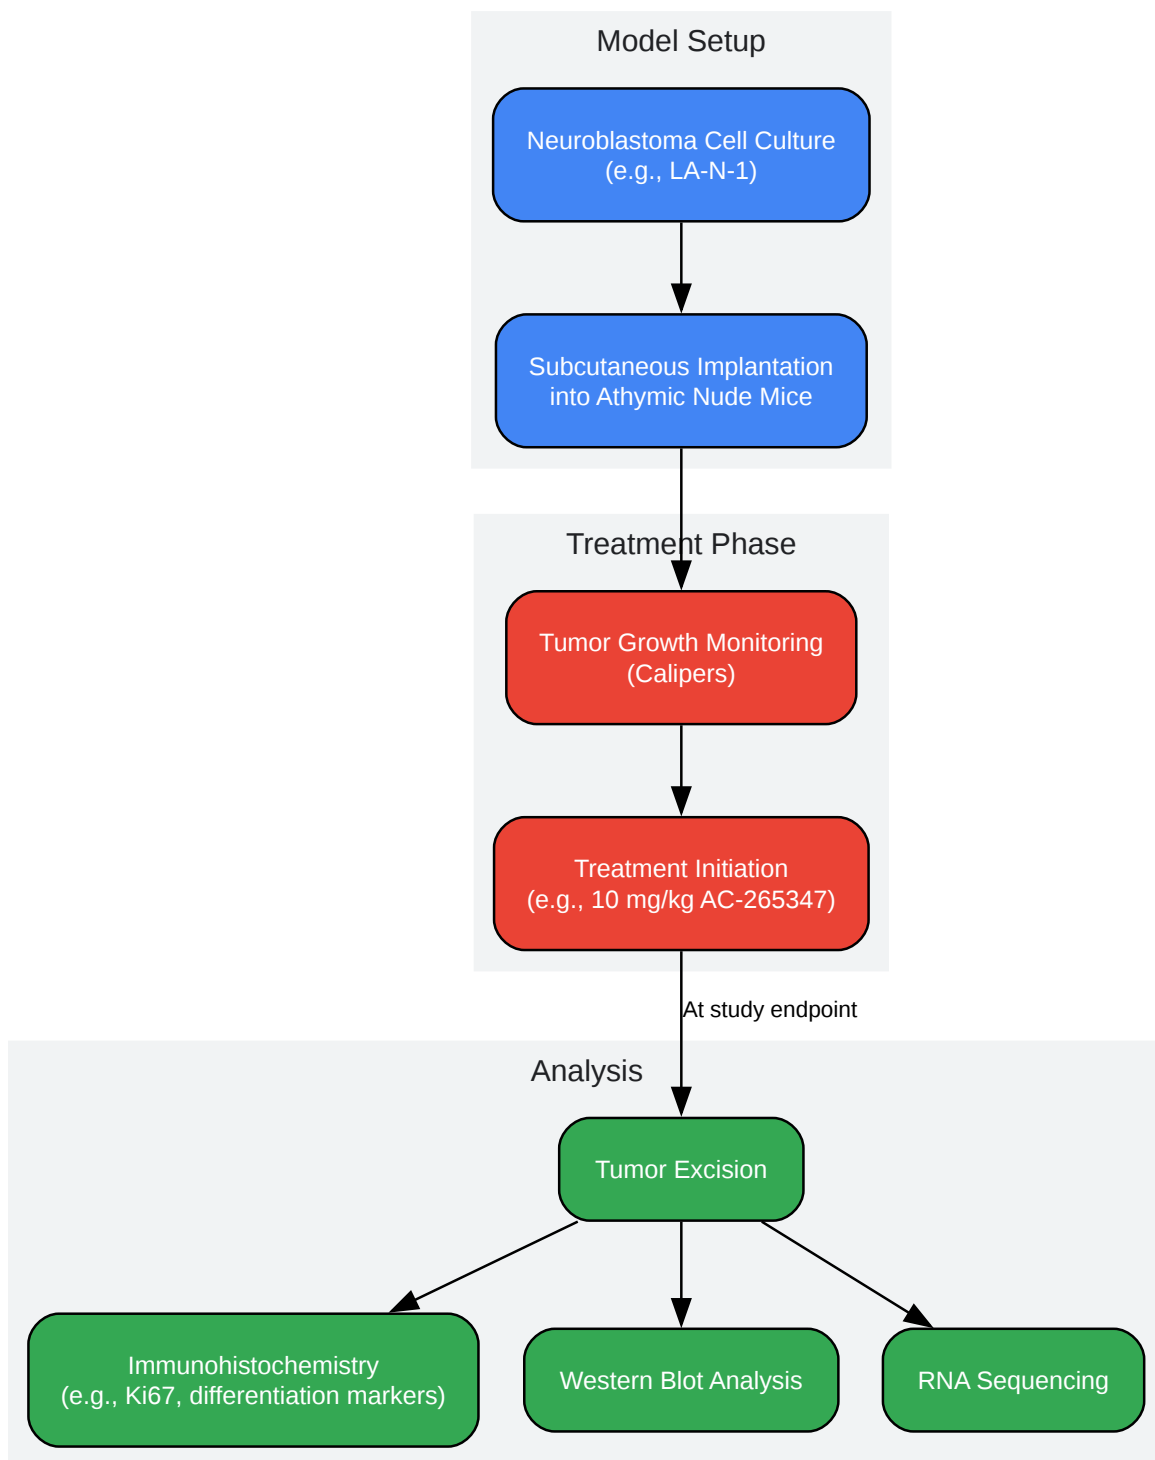 Model Setup
Neuroblastoma Cell Culture
(e.g., LA-N-1)
Subcutaneous Implantation
into Athymic Nude Mice
Treatment Phase
Tumor Growth Monitoring
(Calipers)
Treatment Initiation
(e.g., 10 mg/kg AC-265347)
At study endpoint
Analysis
Tumor Excision
Immunohistochemistry
(e.g., Ki67, differentiation markers)
Western Blot Analysis
RNA Sequencing